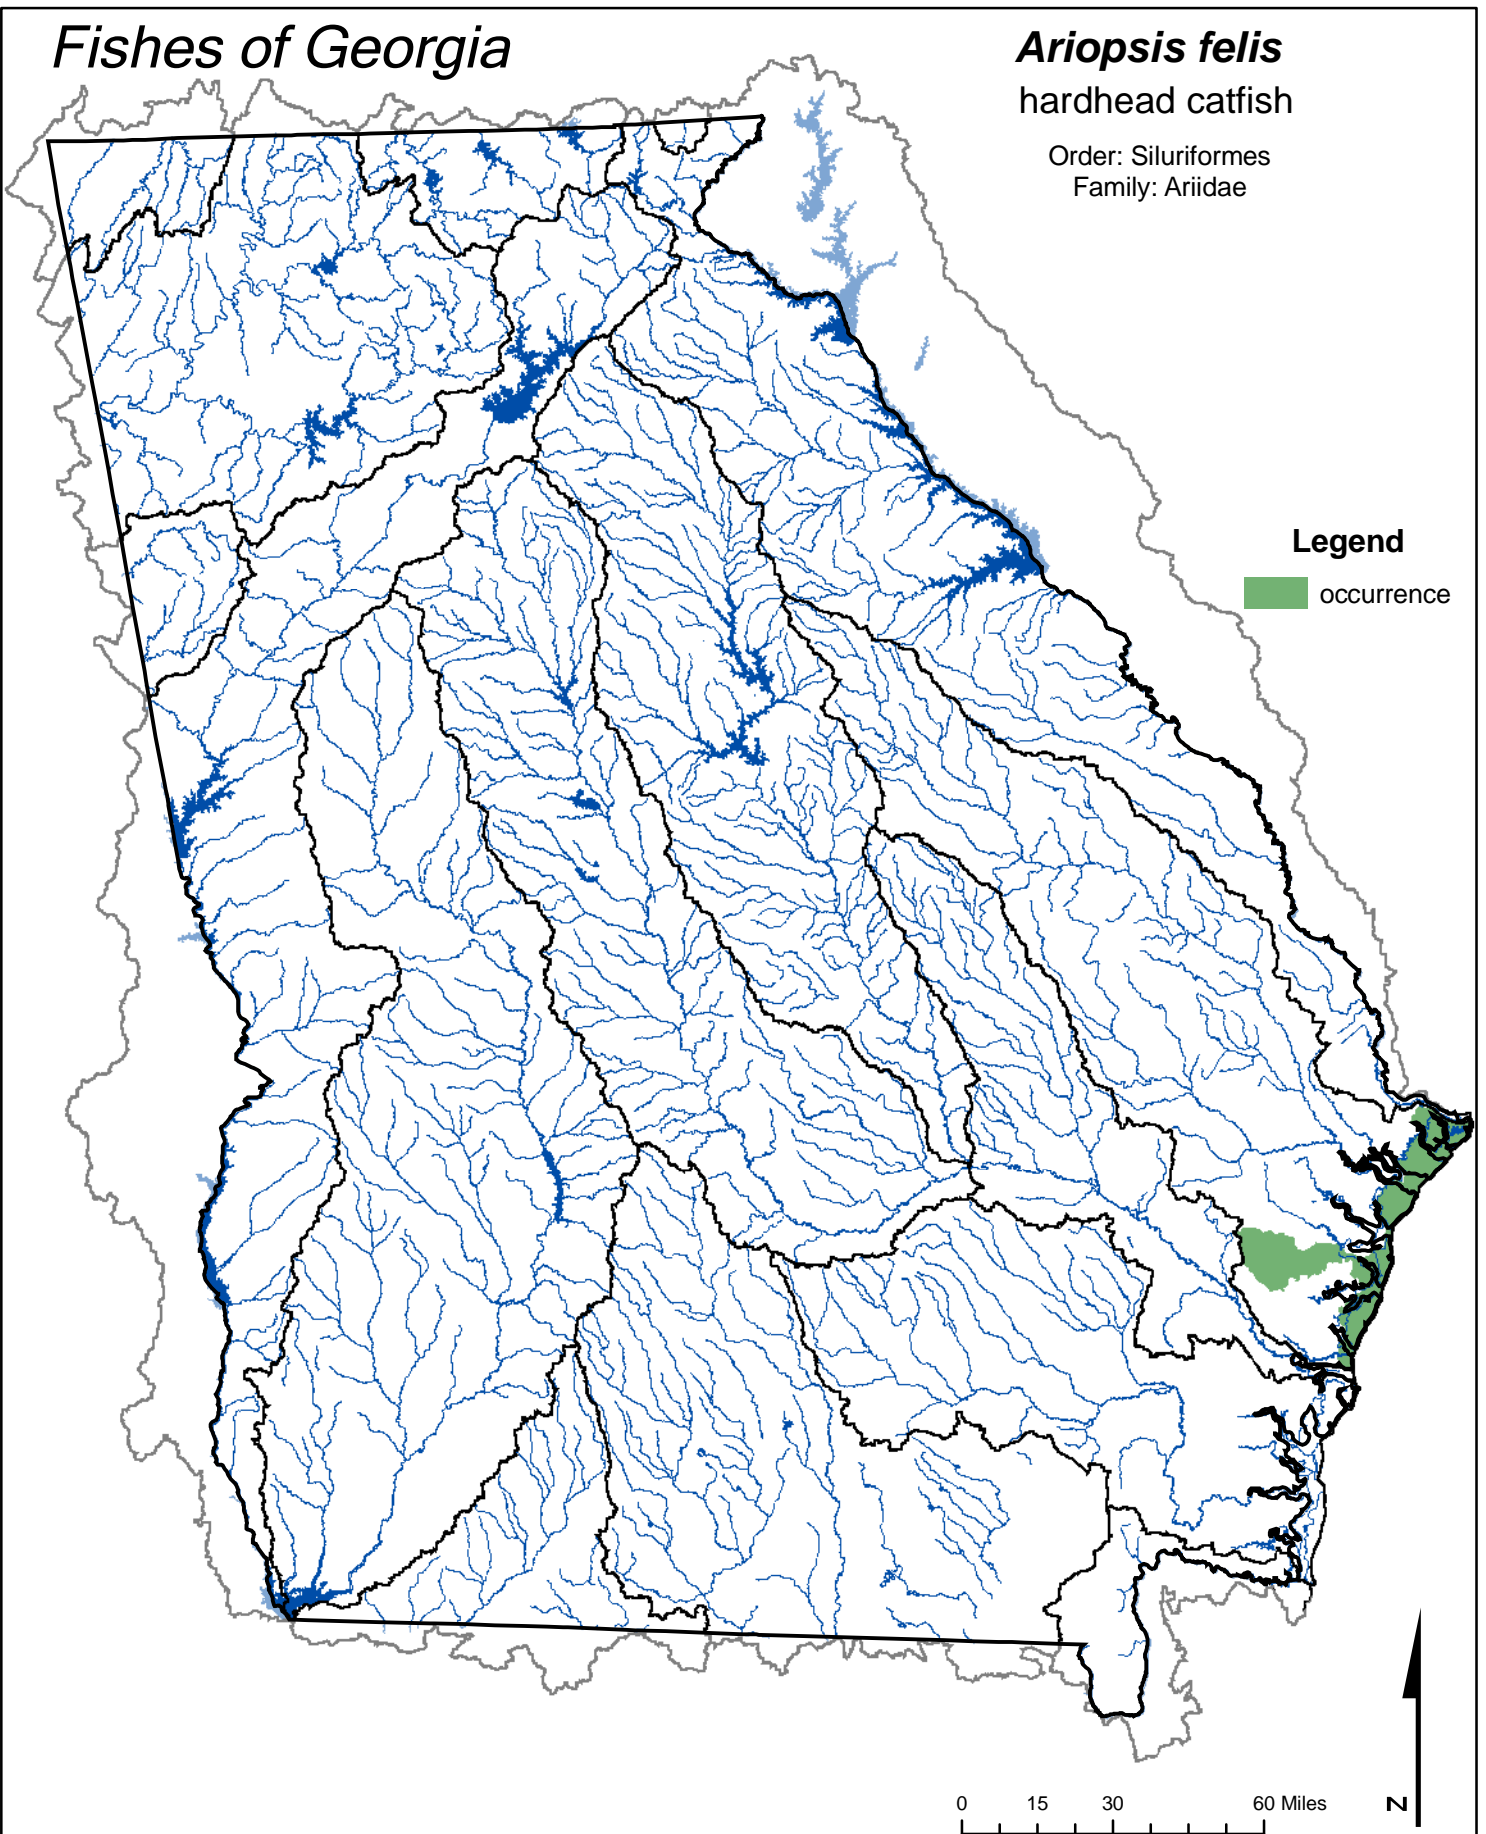 Fishes of Georgia
Ariopsis felis
hardhead catfish
Order: Siluriformes
Family: Ariidae
Legend
occurrence
0 15 30 60 Miles
N